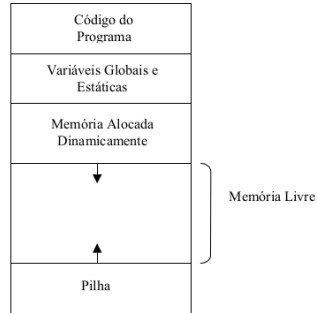 Código do
Programa
Variáveis Globais e
Estáticas
Memória Alocada
Dinamicamente
Memória Livre
Pilha